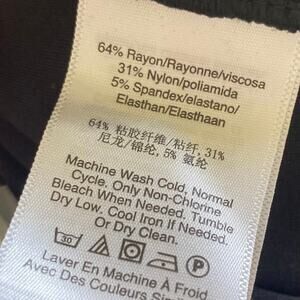 64% Rayon/Rayonne/viscosa
31% Nylon/poliamida
5% Spandex/elastano/
Elasthan/Elasthaan
64% 粘胶纤维/粘纤, 31%
尼龙/锦纶, 5% 氨纶
Machine Wash Cold, Normal
Cycle. Only Non-Chlorine
Bleach When Needed. Tumble
Dry Low. Cool Iron If Needed.
Or Dry Clean.
30
Laver En Machine À Froid
Avec Des Couleurs